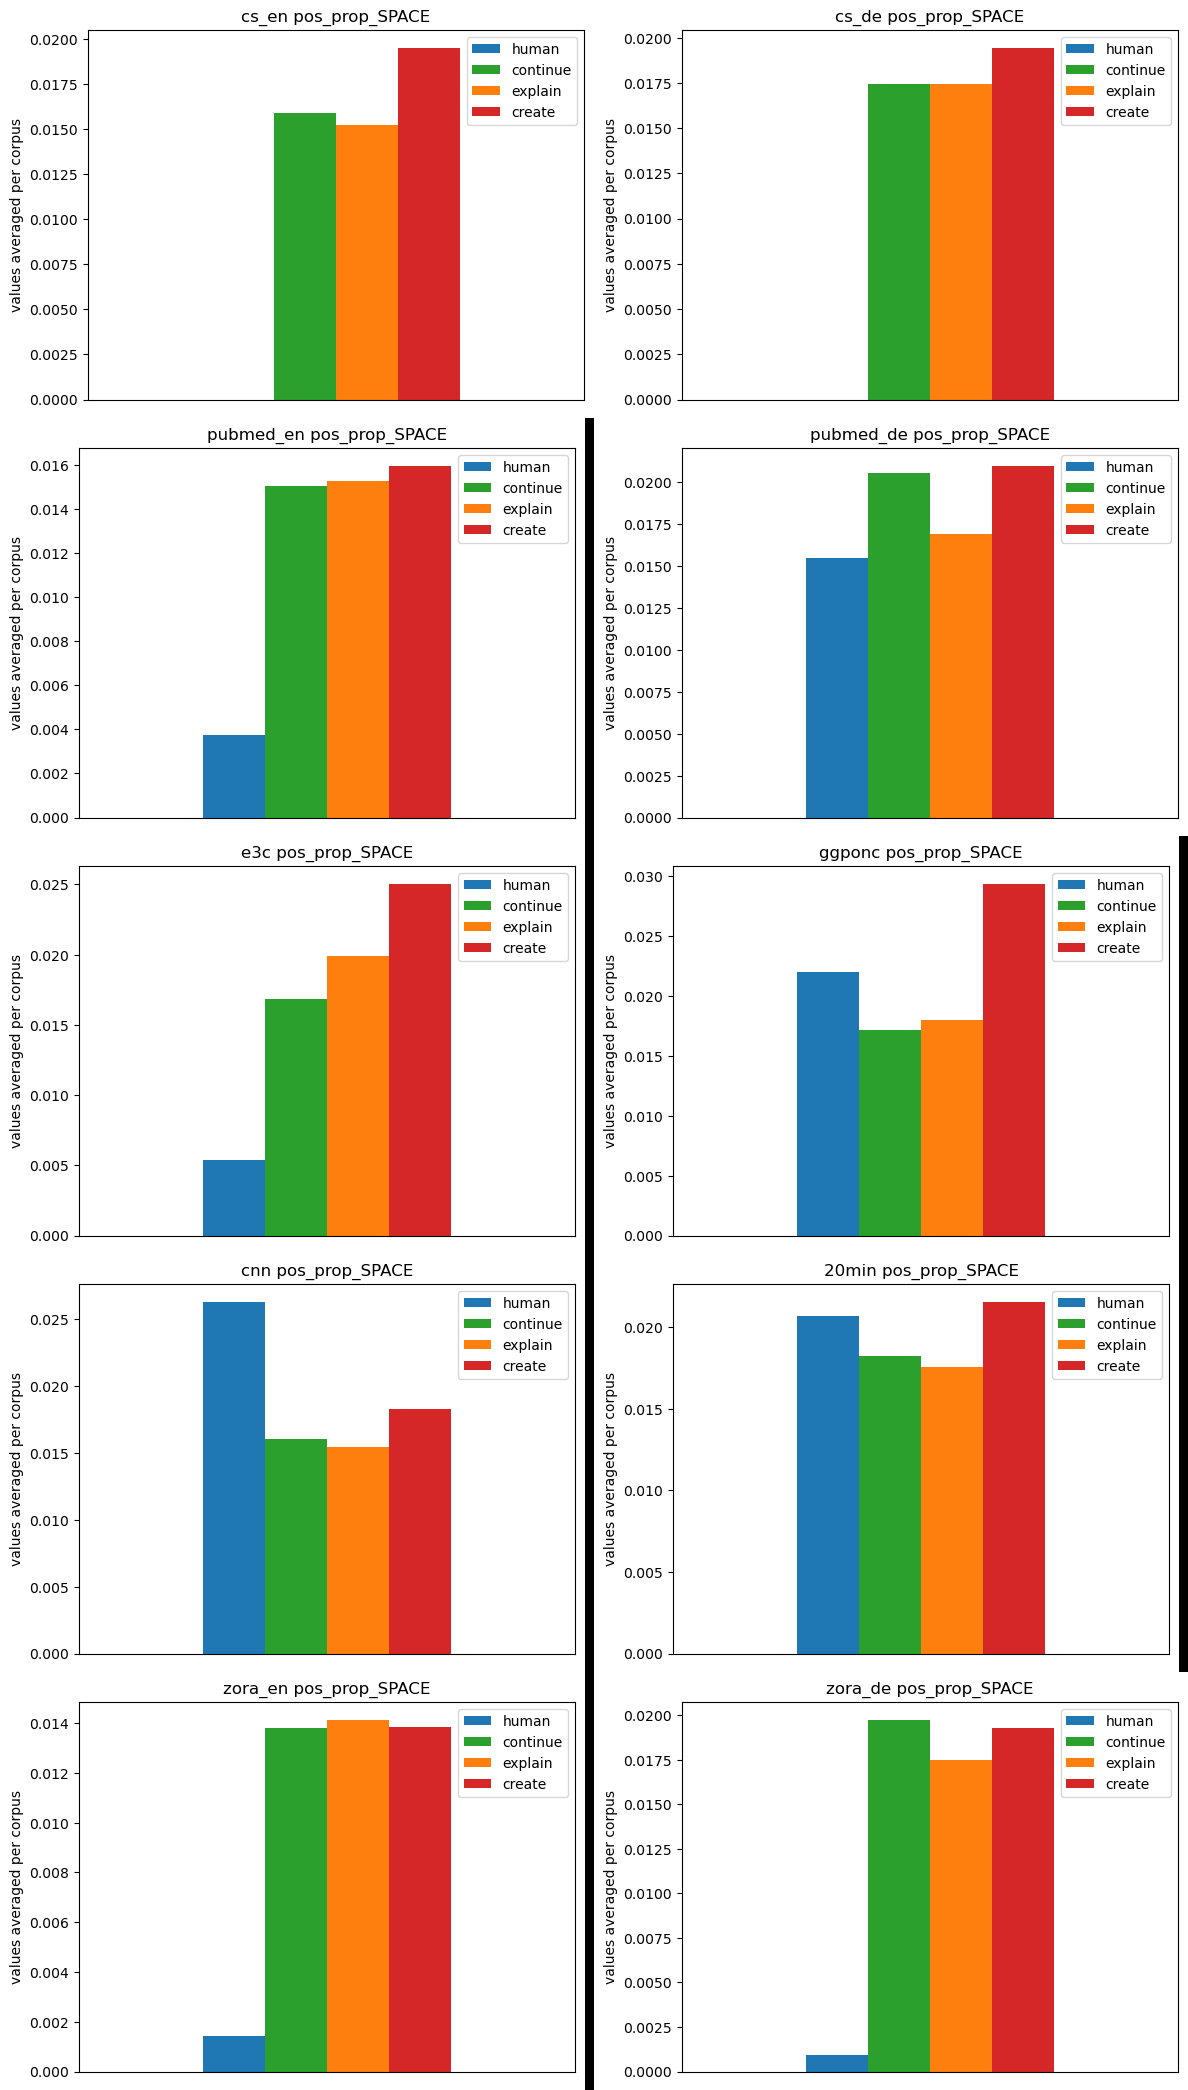 cs_en pos_prop_SPACE
values averaged per corpus
0.0200
0.0175
0.0150
0.0125
0.0100
0.0075
0.0050
0.0025
0.0000
human
continue
explain
create
cs_de pos_prop_SPACE
values averaged per corpus
0.0200
0.0175
0.0150
0.0125
0.0100
0.0075
0.0050
0.0025
0.0000
human
continue
explain
create
pubmed_en pos_prop_SPACE
values averaged per corpus
0.016
0.014
0.012
0.010
0.008
0.006
0.004
0.002
0.000
human
continue
explain
create
pubmed_de pos_prop_SPACE
values averaged per corpus
0.0200
0.0175
0.0150
0.0125
0.0100
0.0075
0.0050
0.0025
0.0000
human
continue
explain
create
e3c pos_prop_SPACE
values averaged per corpus
0.025
0.020
0.015
0.010
0.005
0.000
human
continue
explain
create
ggponc pos_prop_SPACE
values averaged per corpus
0.030
0.025
0.020
0.015
0.010
0.005
0.000
human
continue
explain
create
cnn pos_prop_SPACE
values averaged per corpus
0.025
0.020
0.015
0.010
0.005
0.000
human
continue
explain
create
20min pos_prop_SPACE
values averaged per corpus
0.020
0.015
0.010
0.005
0.000
human
continue
explain
create
zora_en pos_prop_SPACE
values averaged per corpus
0.014
0.012
0.010
0.008
0.006
0.004
0.002
0.000
human
continue
explain
create
zora_de pos_prop_SPACE
values averaged per corpus
0.0200
0.0175
0.0150
0.0125
0.0100
0.0075
0.0050
0.0025
0.0000
human
continue
explain
create